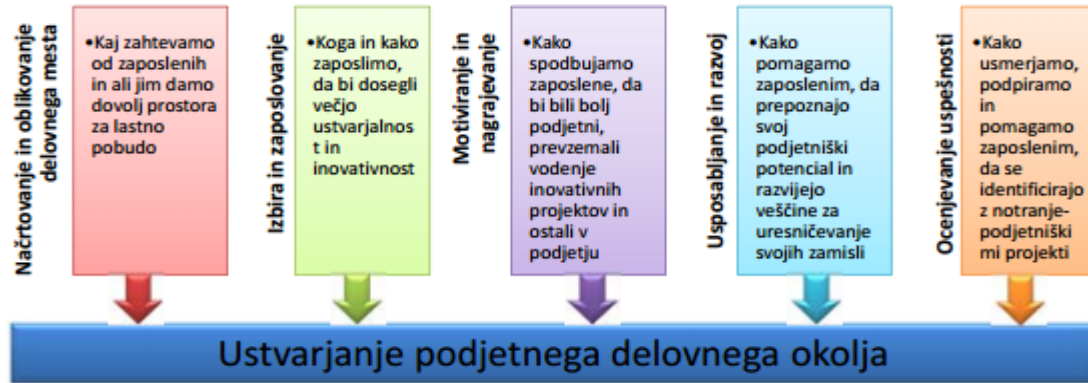 Načrtovanje in oblikovanje
delovnega mesta
•Kaj zahtevamo
od zaposlenih
in ali jim damo
dovolj prostora
za lastno
pobudo
Izbira in zaposlovanje
•Koga in kako
zaposlimo,
da bi dosegli
večjo
ustvarjalnos
t in
inovativnost
Motiviranje in
nagrajevanje
•Kako
spodbujamo
zaposlene, da
bi bili bolj
podjetni,
prevzemali
vodenje
inovativnih
projektov in
ostali v
podjetju
Usposabljanje in razvoj
•Kako
pomagamo
zaposlenim, da
prepoznajo
svoj
podjetniški
potencial in
razvijejo
veščine za
uresničevanje
svojih zamisli
Ocenjevanje uspešnosti
•Kako
usmerjamo,
podpiramo
in
pomagamo
zaposlenim,
da se
identificirajo
z notranje-
podjetniški
mi projekti
Ustvarjanje podjetnega delovnega okolja